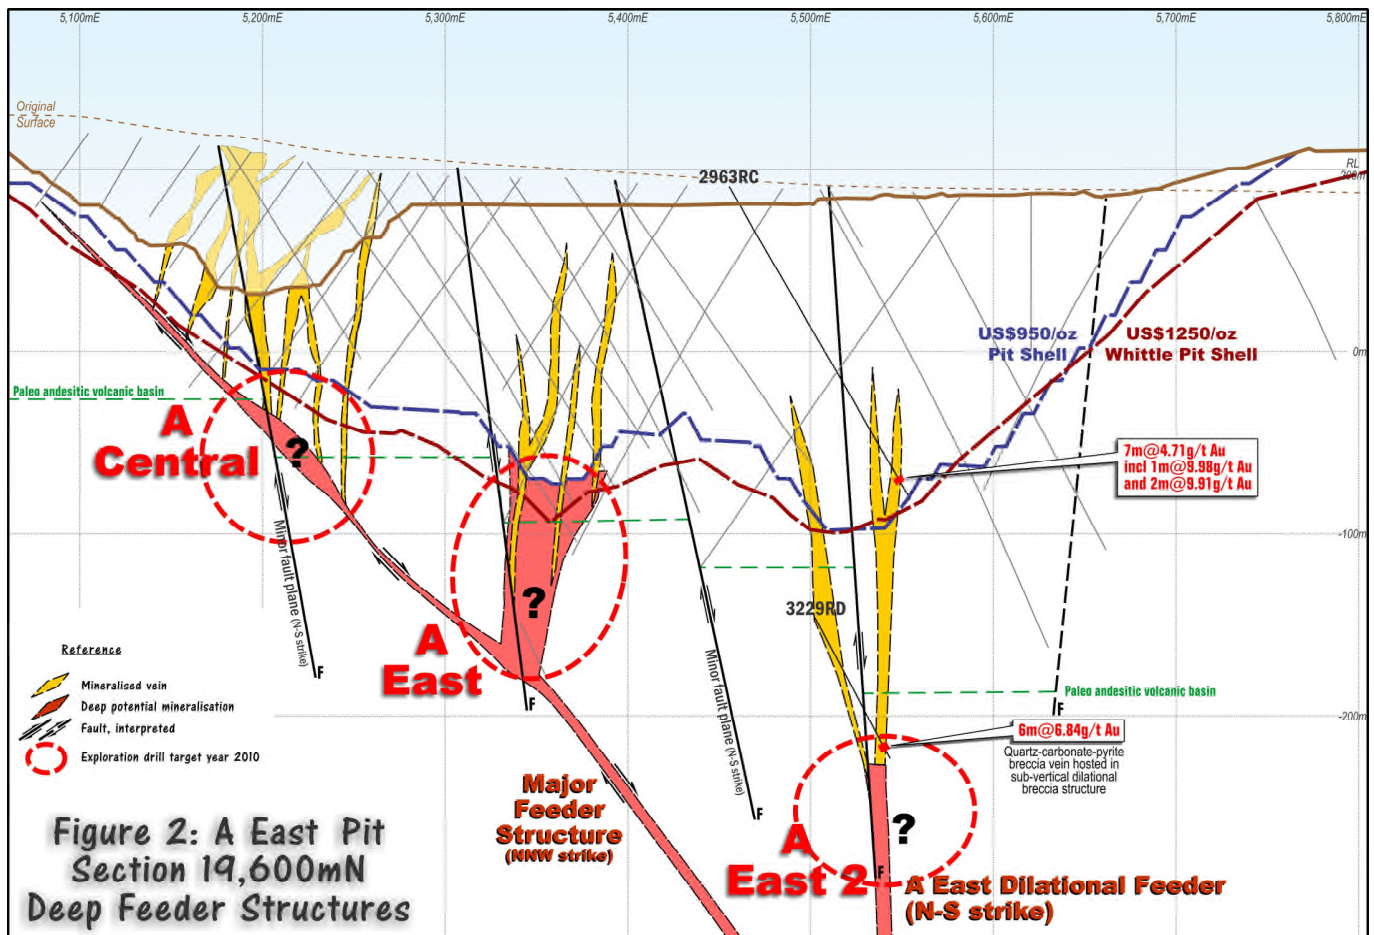 5,100mE
5,200mE
5,300mE
5,400mE
5,500mE
5,600mE
5,700mE
5,800mE
Original
Surface
2963RC
RL
200m
US$950/oz
Pit Shell
US$1250/oz
Whittle Pit Shell
0m
Paleo andesitic volcanic basin
A
Central
?
7m@4.71g/t Au
incl 1m@9.98g/t Au
and 2m@9.91g/t Au
-100m
Minor fault plane (N-S strike)
F
A
East
?
F
3229RD
Minor fault plane (N-S strike)
F
Paleo andesitic volcanic basin
F
-200m
6m@6.84g/t Au
Quartz-carbonate-pyrite
breccia vein hosted in
sub-vertical dilational
breccia structure
Reference
Mineralised vein
Deep potential mineralisation
Fault, interpreted
Exploration drill target year 2010
Major
Feeder
Structure
(NNW strike)
A
East 2
?
F
A East Dilational Feeder
(N-S strike)
Figure 2: A East Pit
Section 19,600mN
Deep Feeder Structures